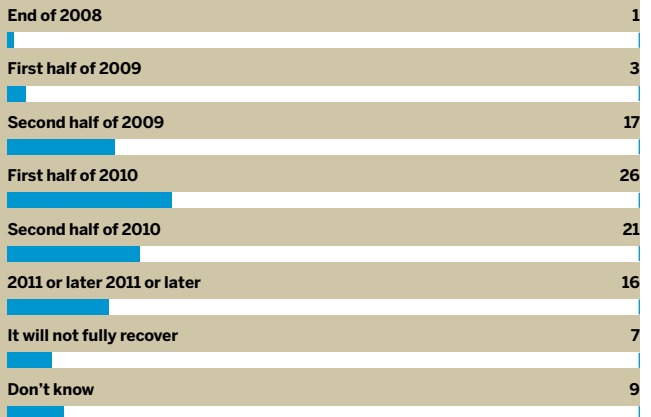 End of 2008 1
First half of 2009 3
Second half of 2009 17
First half of 2010 26
Second half of 2010 21
2011 or later 2011 or later 16
It will not fully recover 7
Don’t know 9